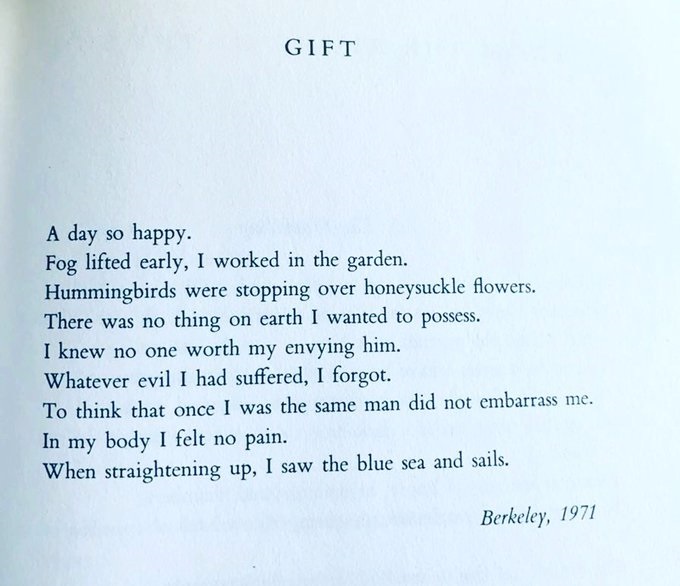 GIFT
A day so happy.
Fog lifted early, I worked in the garden.
Hummingbirds were stopping over honeysuckle flowers.
There was no thing on earth I wanted to possess.
I knew no one worth my envying him.
Whatever evil I had suffered, I forgot.
To think that once I was the same man did not embarrass me.
In my body I felt no pain.
When straightening up, I saw the blue sea and sails.
Berkeley, 1971